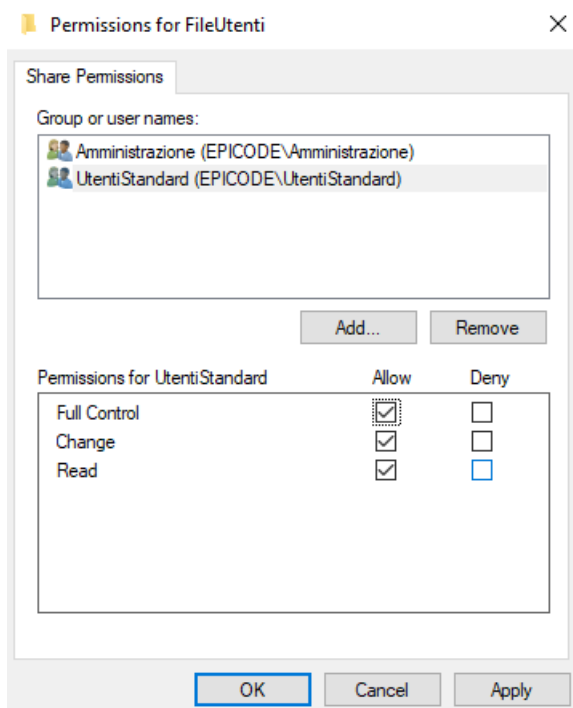 Permissions for FileUtenti
Share Permissions
Group or user names:
Amministrazione (EPICODE\Amministrazione)
UtentiStandard (EPICODE\UtentiStandard)
Add... Remove
Permissions for UtentiStandard Allow Deny
Full Control
Change
Read
OK Cancel Apply